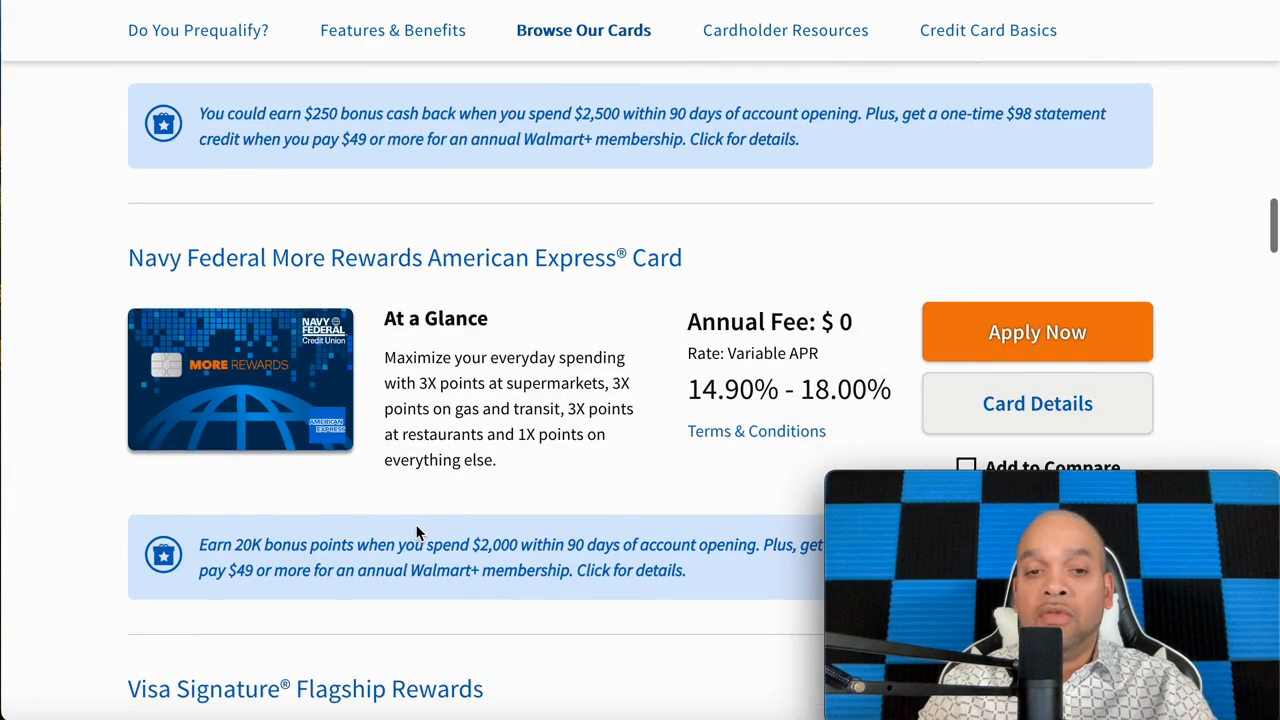 Do You Prequalify? Features & Benefits Browse Our Cards Cardholder Resources Credit Card Basics
You could earn $250 bonus cash back when you spend $2,500 within 90 days of account opening. Plus, get a one-time $98 statement
credit when you pay $49 or more for an annual Walmart+ membership. Click for details.
Navy Federal More Rewards American Express® Card
NAVY
FEDERAL
Credit Union
MORE REWARDS
AMERICAN
EXPRESS
At a Glance
Maximize your everyday spending
with 3X points at supermarkets, 3X
points on gas and transit, 3X points
at restaurants and 1X points on
everything else.
Annual Fee: $ 0
Rate: Variable APR
14.90% - 18.00%
Terms & Conditions
Apply Now
Card Details
Add to Compare
Earn 20K bonus points when you spend $2,000 within 90 days of account opening. Plus, get
pay $49 or more for an annual Walmart+ membership. Click for details.
Visa Signature® Flagship Rewards